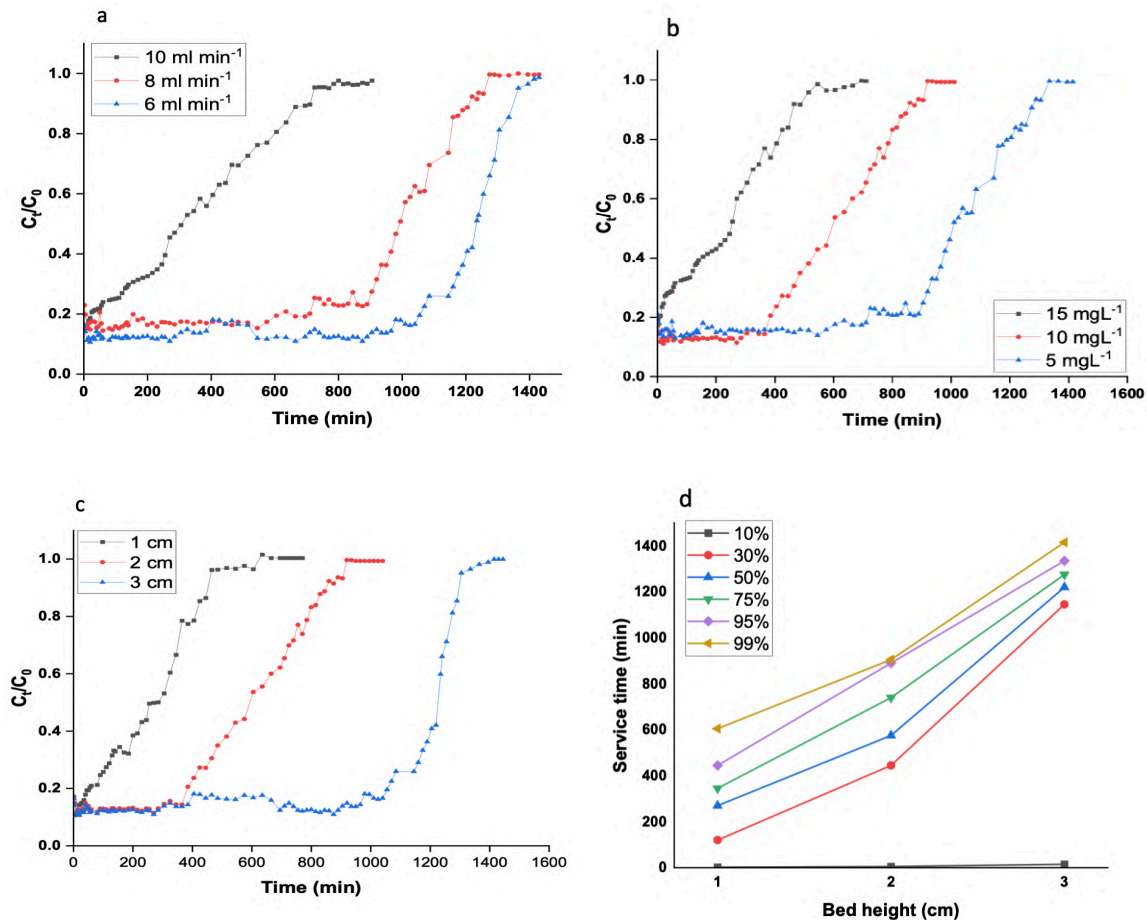 a
10 ml min⁻¹
8 ml min⁻¹
6 ml min⁻¹
1.0
0.8
0.6
0.4
0.2
0.0
Cₜ/C₀
0 200 400 600 800 1000 1200 1400
Time (min)
b
1.0
0.8
0.6
0.4
0.2
0.0
Cₜ/C₀
15 mgL⁻¹
10 mgL⁻¹
5 mgL⁻¹
0 200 400 600 800 1000 1200 1400 1600
Time (min)
c
1 cm
2 cm
3 cm
1.0
0.8
0.6
0.4
0.2
0.0
Cₜ/C₀
0 200 400 600 800 1000 1200 1400 1600
Time (min)
d
10%
30%
50%
75%
95%
99%
1400
1200
1000
800
600
400
200
0
Service time (min)
1 2 3
Bed height (cm)